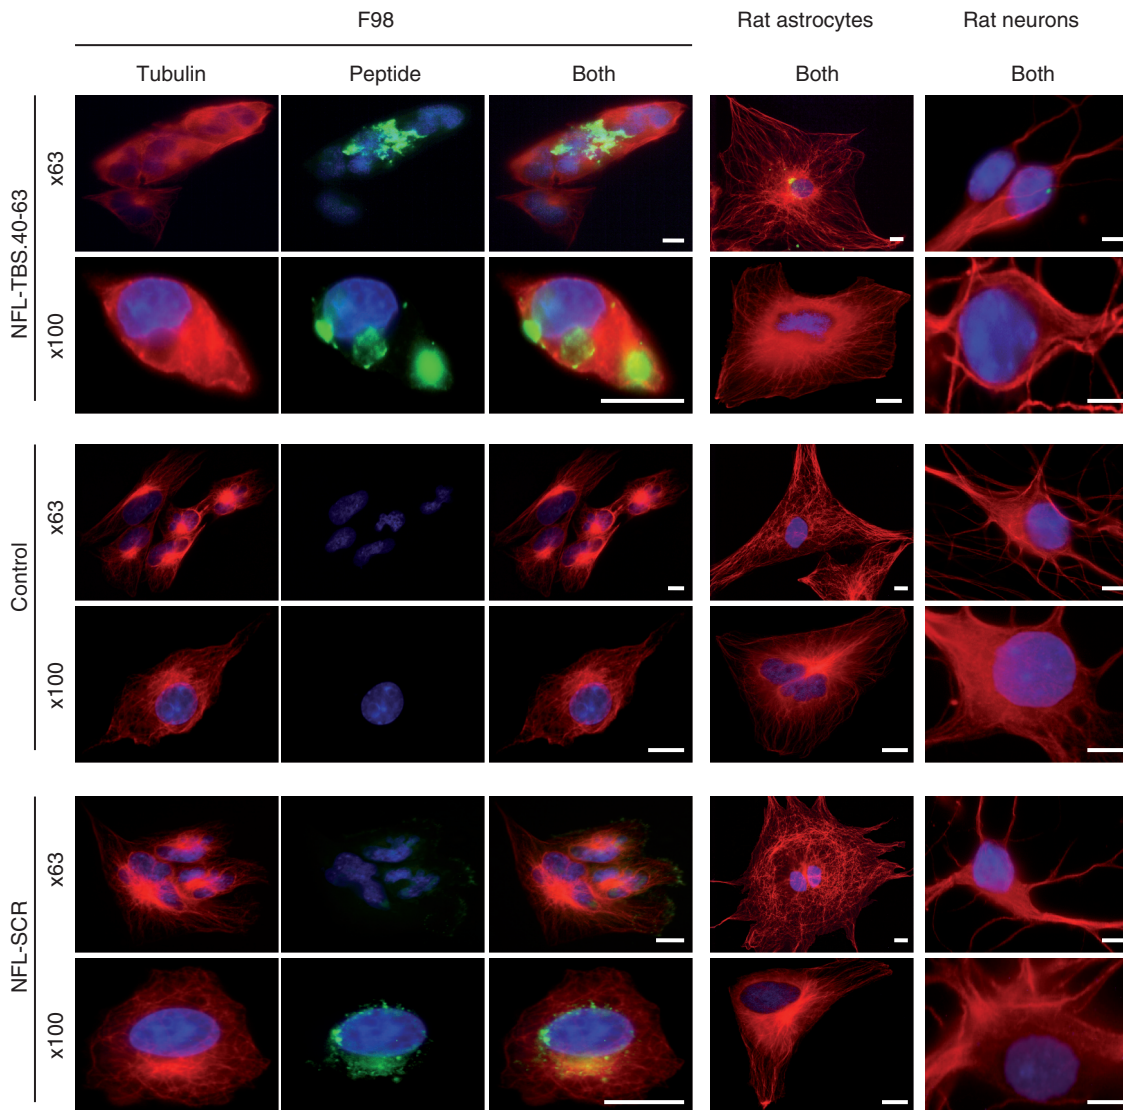 F98 Rat astrocytes Rat neurons
Tubulin Peptide Both Both Both
NFL-TBS.40-63
x63
x100
Control
x63
x100
NFL-SCR
x63
x100